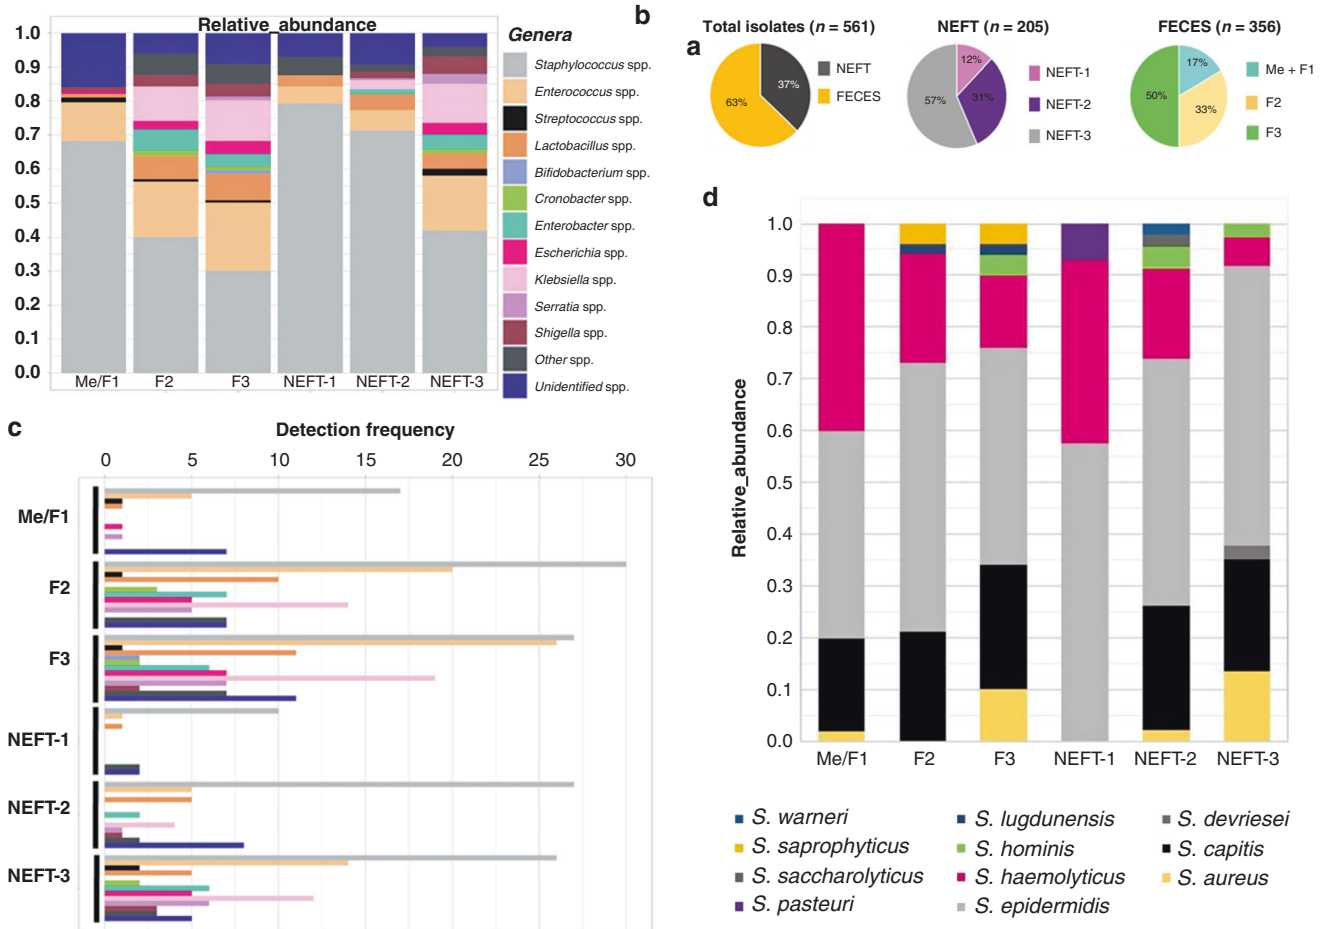 b
a
Relative_abundance
1.0
0.9
0.8
0.7
0.6
0.5
0.4
0.3
0.2
0.1
0.0
Me/F1 F2 F3 NEFT-1 NEFT-2 NEFT-3
Genera
Staphylococcus spp.
Enterococcus spp.
Streptococcus spp.
Lactobacillus spp.
Bifidobacterium spp.
Cronobacter spp.
Enterobacter spp.
Escherichia spp.
Klebsiella spp.
Serratia spp.
Shigella spp.
Other spp.
Unidentified spp.
Total isolates (n = 561)
37%
63%
NEFT
FECES
NEFT (n = 205)
12%
31%
57%
NEFT-1
NEFT-2
NEFT-3
FECES (n = 356)
17%
33%
50%
Me + F1
F2
F3
c
Detection frequency
0 5 10 15 20 25 30
Me/F1
F2
F3
NEFT-1
NEFT-2
NEFT-3
d
Relative_abundance
1.0
0.9
0.8
0.7
0.6
0.5
0.4
0.3
0.2
0.1
0.0
Me/F1 F2 F3 NEFT-1 NEFT-2 NEFT-3
S. warneri
S. saprophyticus
S. saccharolyticus
S. pasteuri
S. lugdunensis
S. hominis
S. haemolyticus
S. epidermidis
S. devriesei
S. capitis
S. aureus